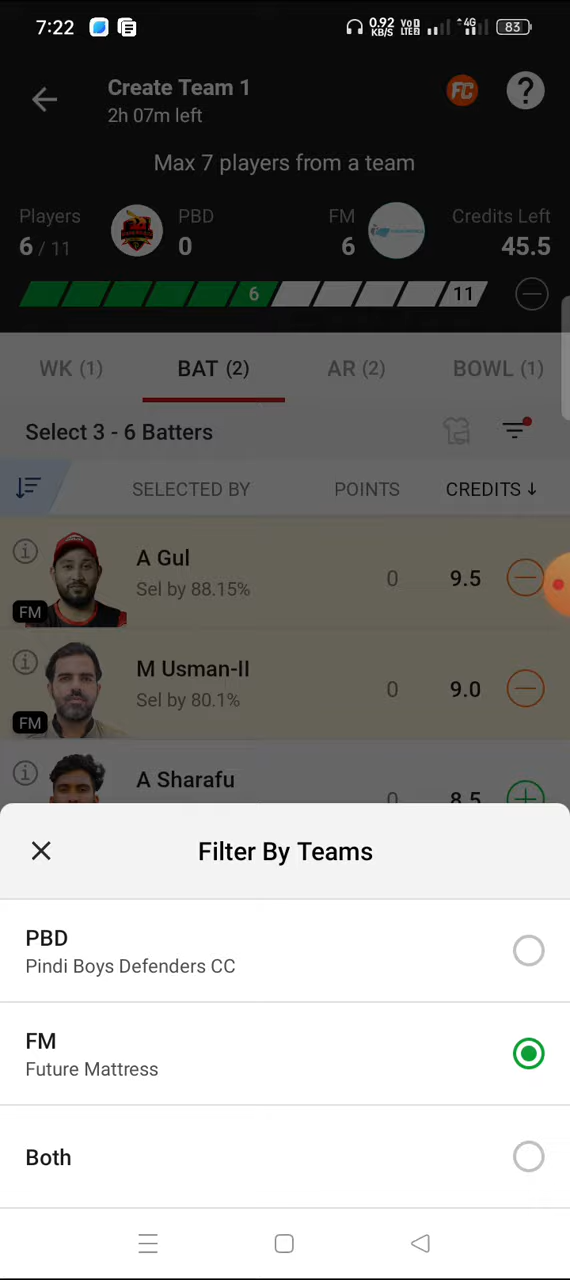 7:22 0.92 KB/S VoD LTE2 4G 83
Create Team 1
2h 07m left
FC ?
Max 7 players from a team
Players PBD FM Credits Left
6 / 11 0 6 45.5
6 11
WK (1) BAT (2) AR (2) BOWL (1)
Select 3 - 6 Batters
SELECTED BY POINTS CREDITS ↓
A Gul
Sel by 88.15% 0 9.5
FM
M Usman-II
Sel by 80.1% 0 9.0
FM
A Sharafu
0 8.5
Filter By Teams
PBD
Pindi Boys Defenders CC
FM
Future Mattress
Both